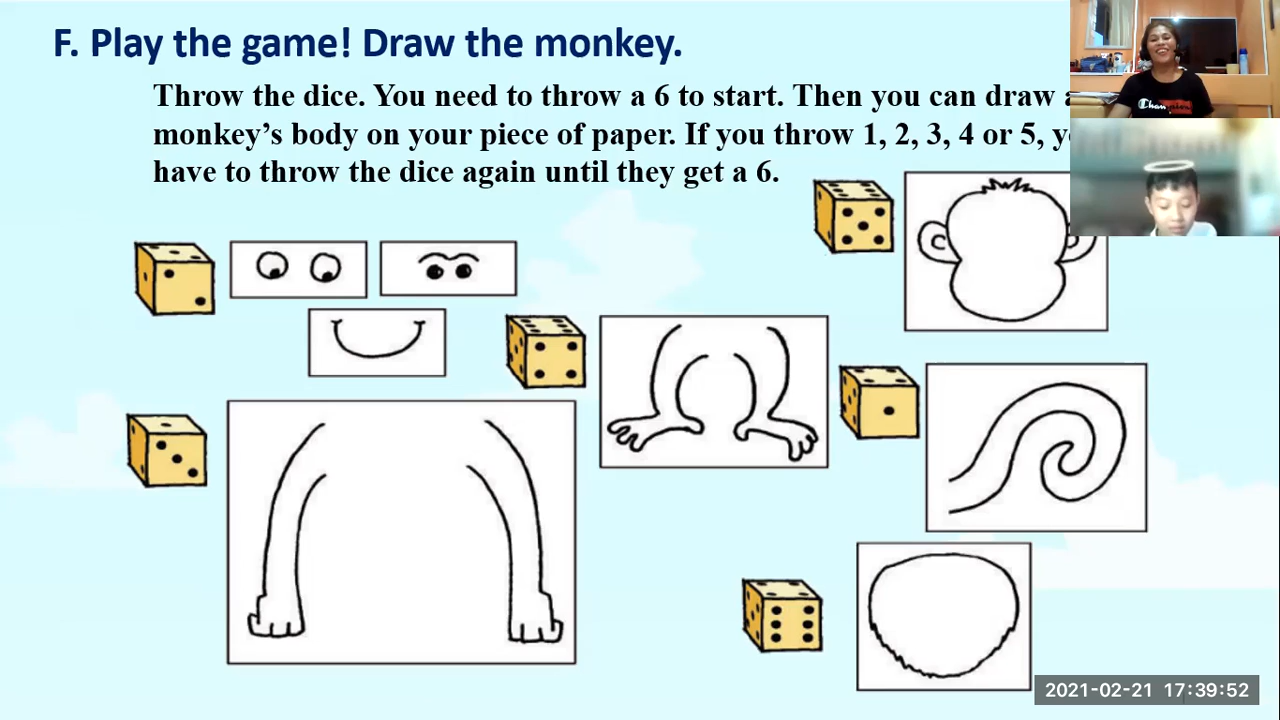 F. Play the game! Draw the monkey.
Throw the dice. You need to throw a 6 to start. Then you can draw
monkey's body on your piece of paper. If you throw 1, 2, 3, 4 or 5,
have to throw the dice again until they get a 6.
Champion
2021-02-21 17:39:52